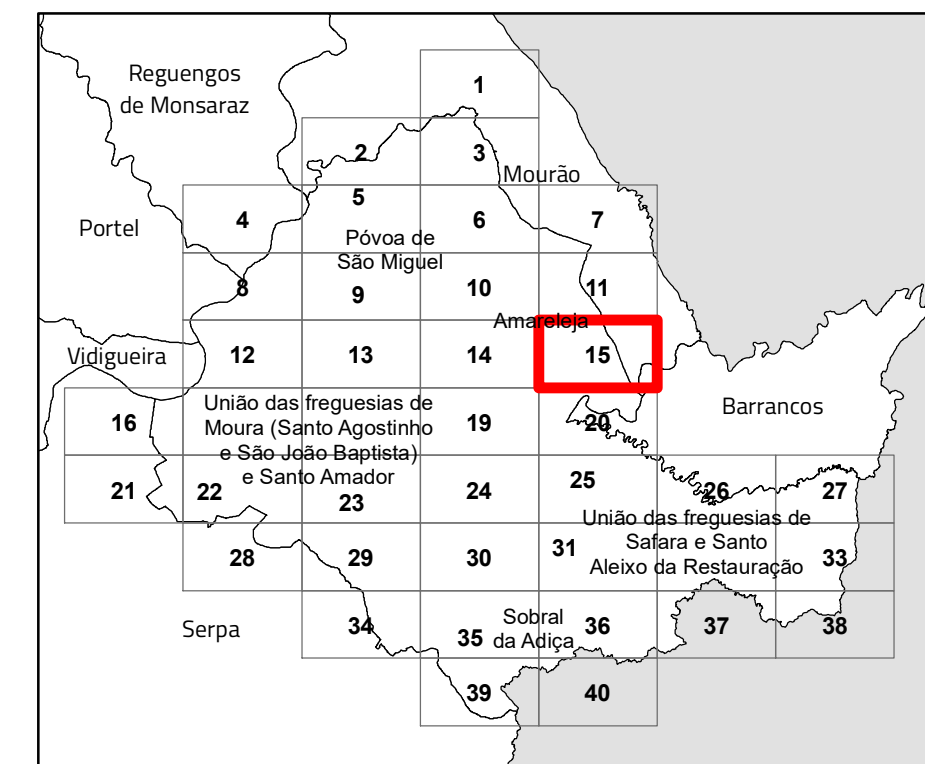 Reguengos
de Monsaraz
1
2
3
Mourão
4
5
6
7
Portel
Póvoa de
São Miguel
8
9
10
11
Amareleja
Vidigueira
12
13
14
15
Barrancos
16
União das freguesias de
Moura (Santo Agostinho
e São João Baptista)
e Santo Amador
19
20
21
22
23
24
25
26
27
União das freguesias de
Safara e Santo
Aleixo da Restauração
28
29
30
31
33
Serpa
34
35
Sobral
da Adiça
36
37
38
39
40